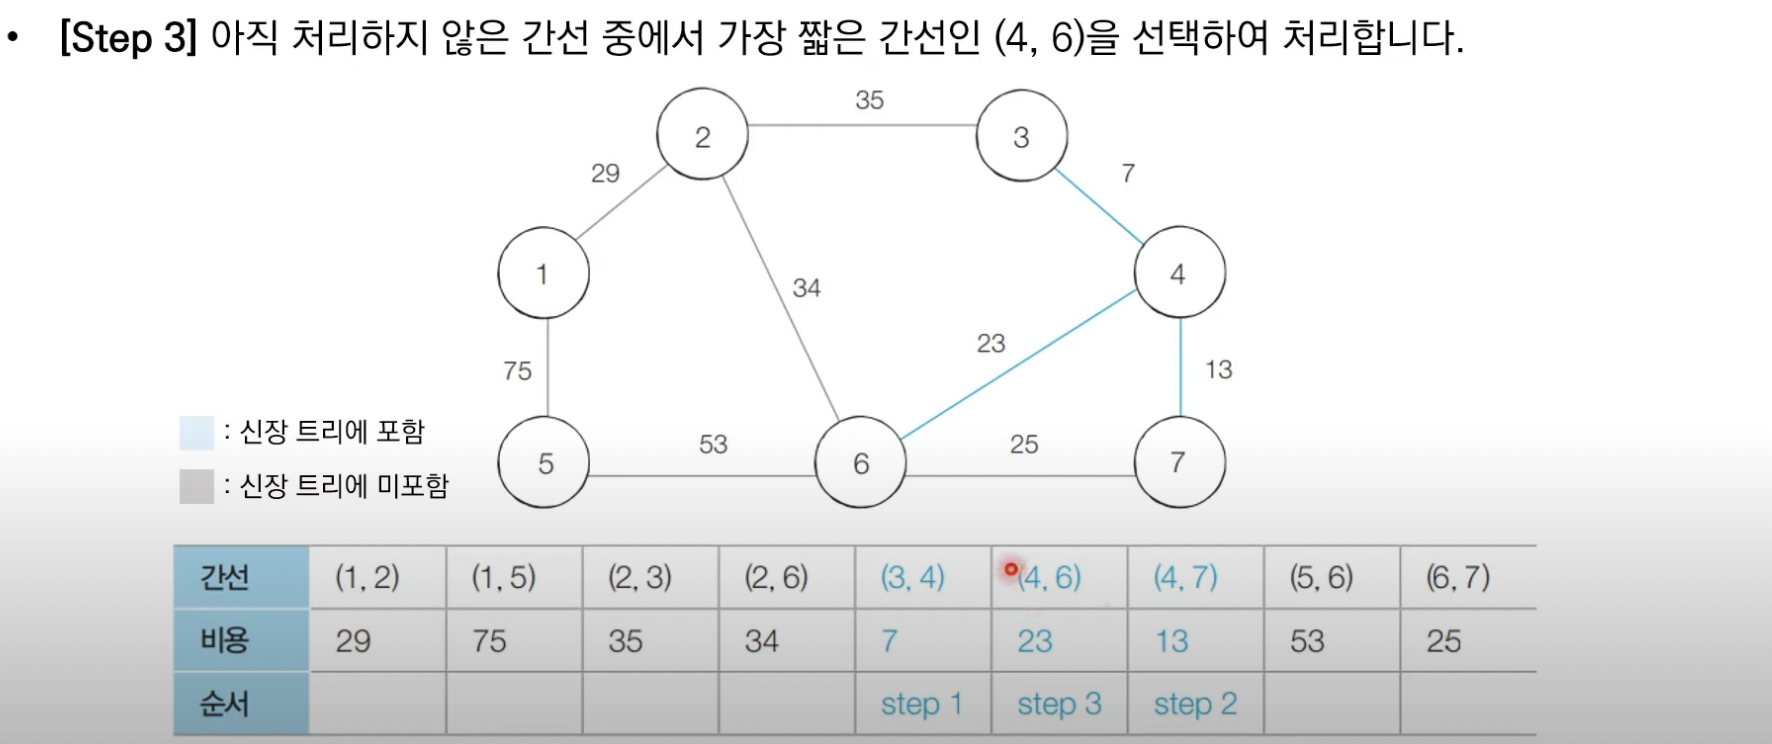 • [Step 3] 아직 처리하지 않은 간선 중에서 가장 짧은 간선인 (4, 6)을 선택하여 처리합니다.
35
2
3
29
7
1
4
34
23
75
13
: 신장 트리에 포함
53
25
5
6
7
: 신장 트리에 미포함
간선 (1, 2) (1, 5) (2, 3) (2, 6) (3, 4) (4, 6) (4, 7) (5, 6) (6, 7)
비용 29 75 35 34 7 23 13 53 25
순서 step 1 step 3 step 2